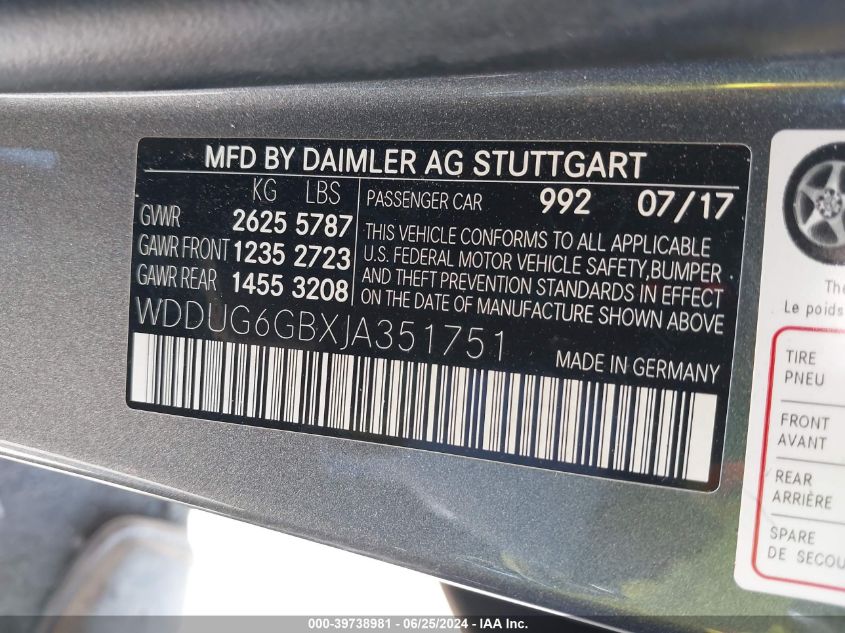 MFD BY DAIMLER AG STUTTGART
KG LBS
GVWR 2625 5787
GAWR FRONT 1235 2723
GAWR REAR 1455 3208
PASSENGER CAR 992 07/17
THIS VEHICLE CONFORMS TO ALL APPLICABLE
U.S. FEDERAL MOTOR VEHICLE SAFETY,BUMPER
AND THEFT PREVENTION STANDARDS IN EFFECT
ON THE DATE OF MANUFACTURE SHOWN ABOVE
WDDUG6GBXJA351751
MADE IN GERMANY
Le poids
TIRE
PNEU
FRONT
AVANT
REAR
ARRIÈRE
SPARE
DE
000-39738981 - 06/25/2024 - IAA Inc.